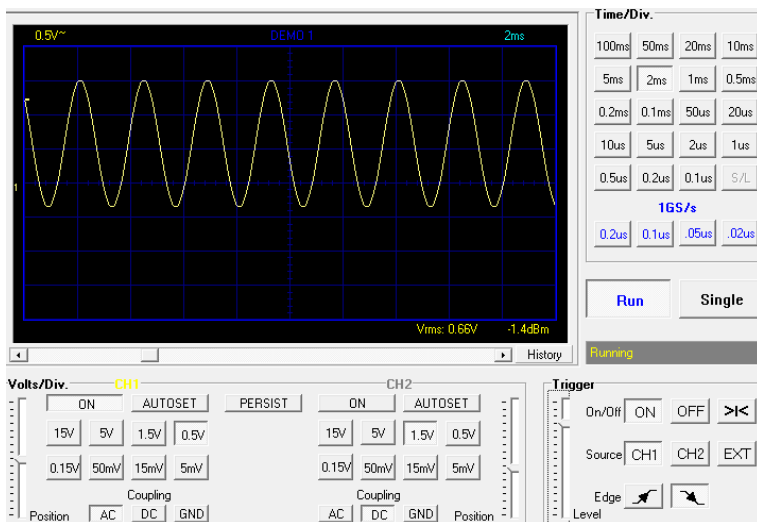 0.5V~ DEMO 1 2ms
1
Vrms: 0.66V -1.4dBm
History
Time/Div.
100ms 50ms 20ms 10ms
5ms 2ms 1ms 0.5ms
0.2ms 0.1ms 50us 20us
10us 5us 2us 1us
0.5us 0.2us 0.1us S/L
1GS/s
0.2us 0.1us .05us .02us
Run Single
Running
Volts/Div. CH1 CH2
ON AUTOSET PERSIST ON AUTOSET
15V 5V 1.5V 0.5V 15V 5V 1.5V 0.5V
0.15V 50mV 15mV 5mV 0.15V 50mV 15mV 5mV
Coupling Coupling
Position AC DC GND AC DC GND Position
Trigger
On/Off ON OFF >I<
Source CH1 CH2 EXT
Edge
Level